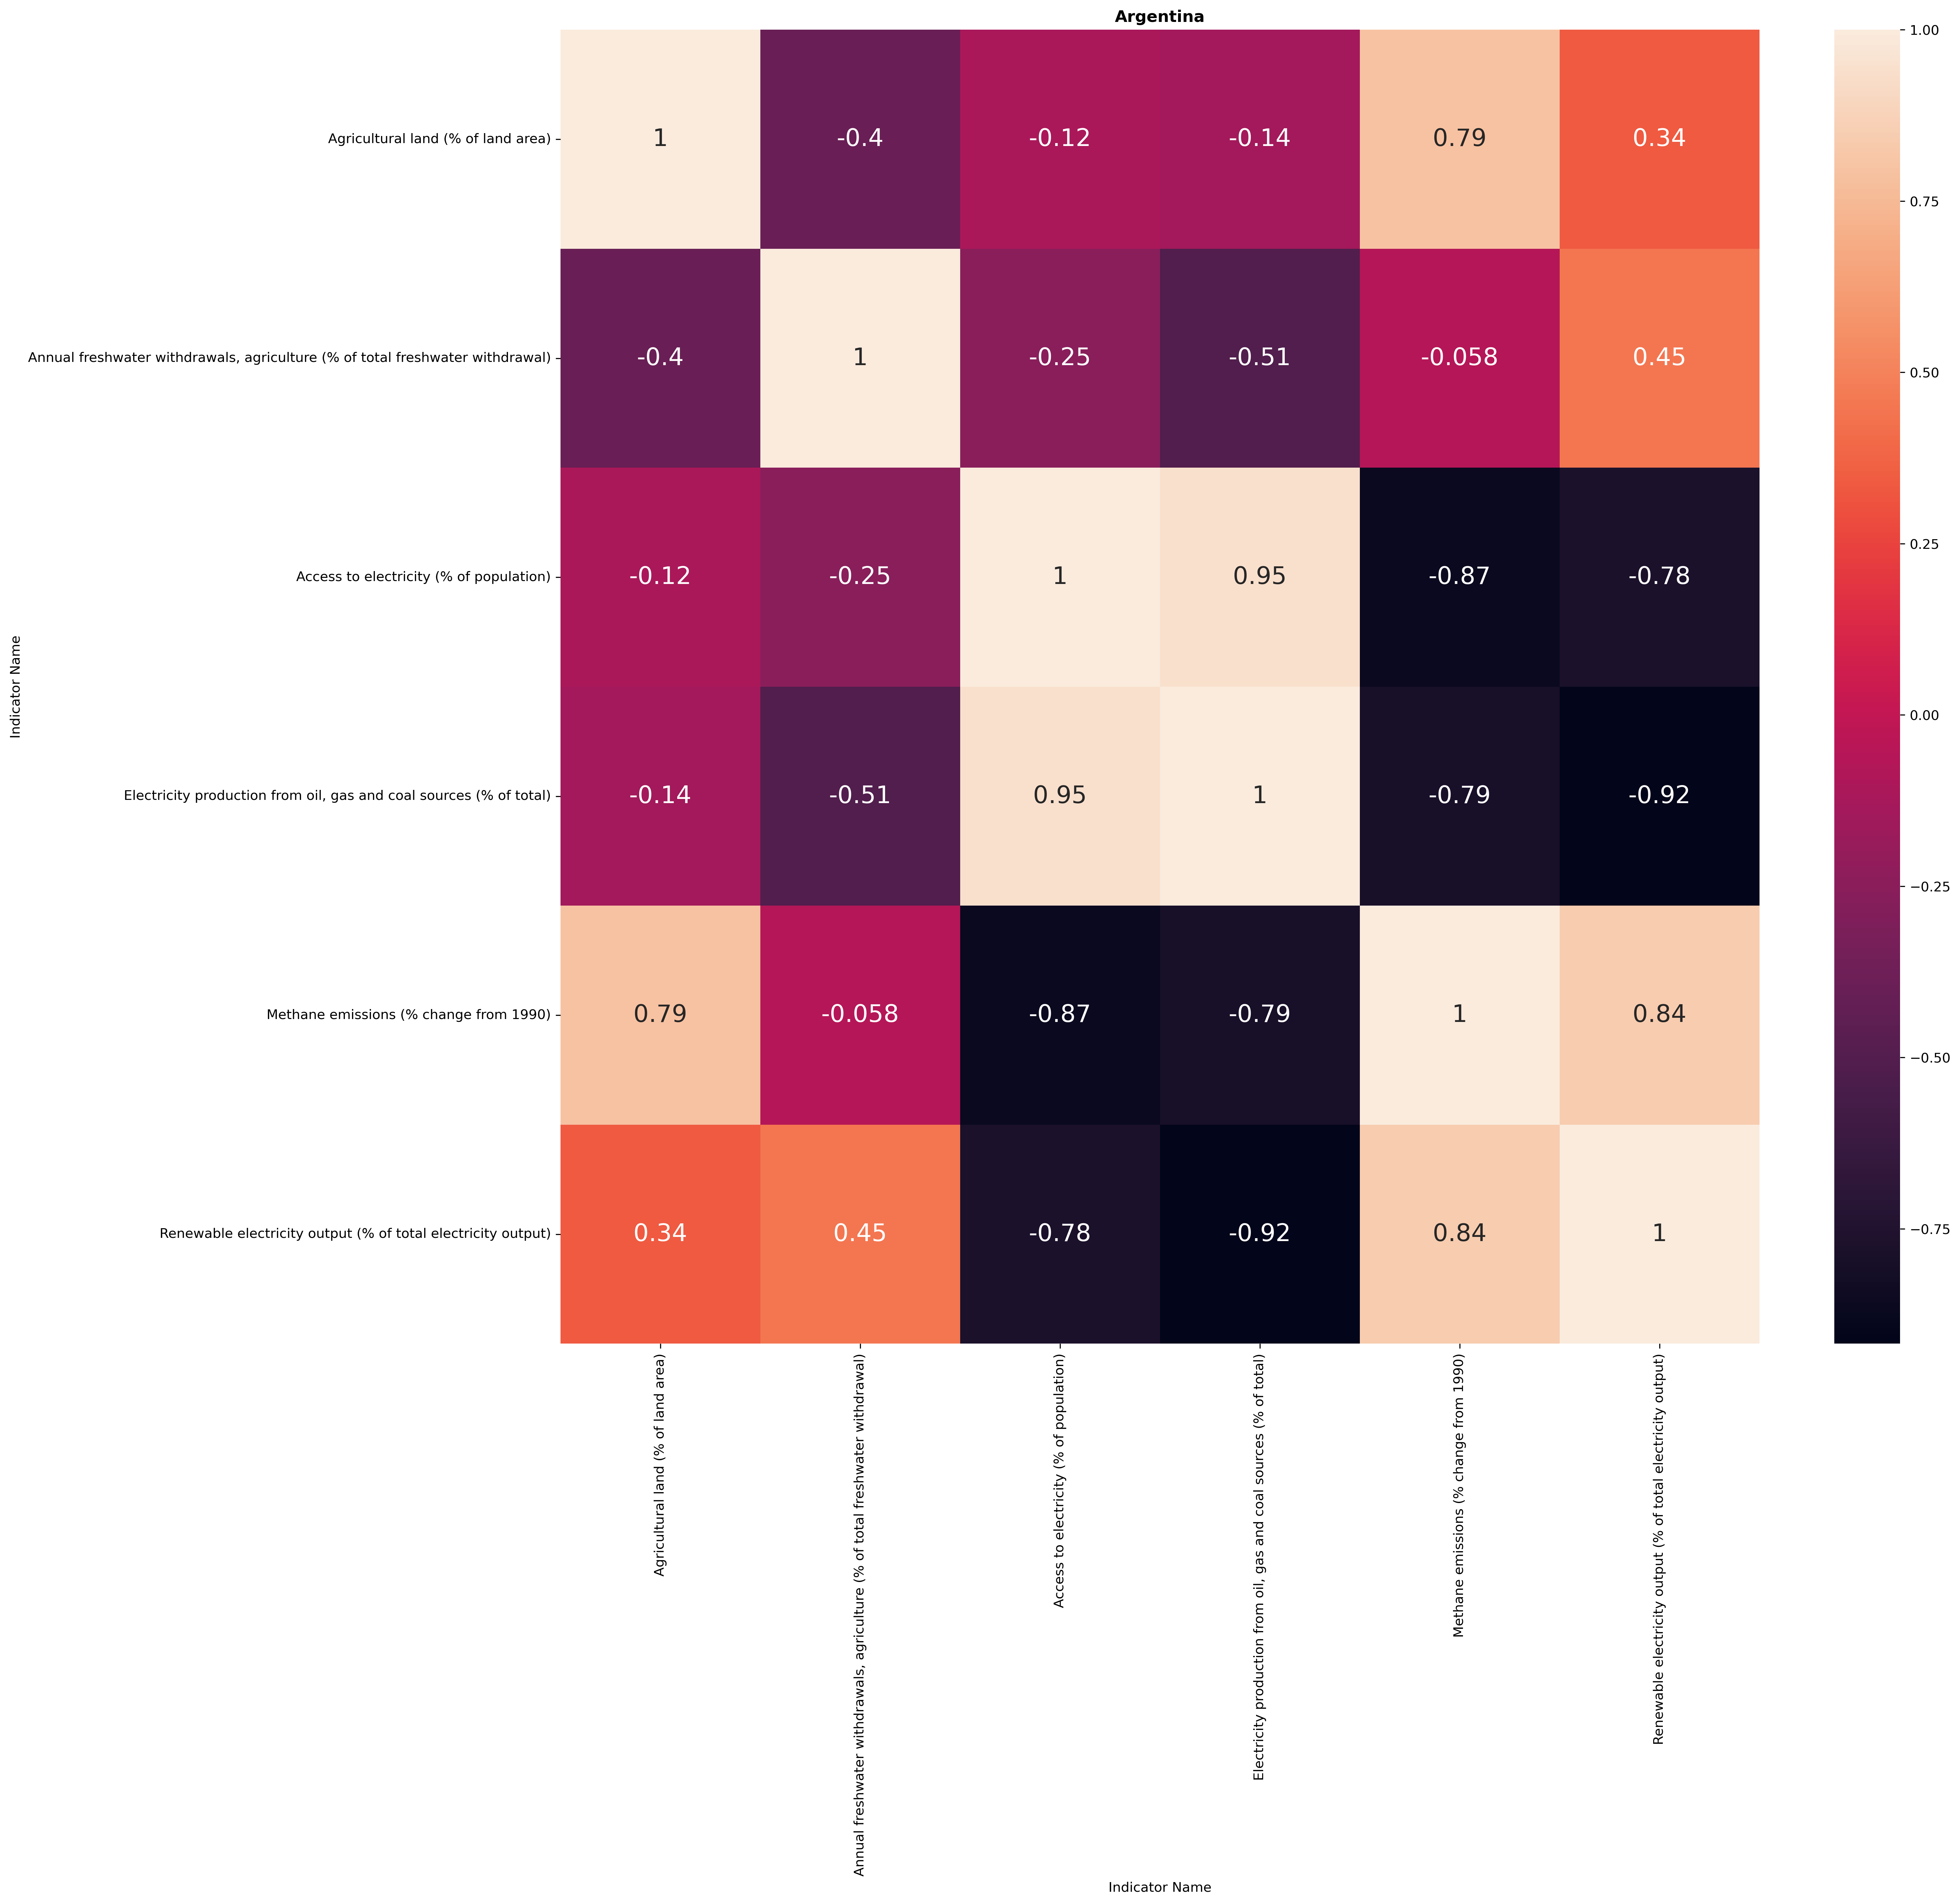 Argentina
Agricultural land (% of land area)
1
-0.4
-0.12
-0.14
0.79
0.34
Annual freshwater withdrawals, agriculture (% of total freshwater withdrawal)
-0.4
1
-0.25
-0.51
-0.058
0.45
Access to electricity (% of population)
-0.12
-0.25
1
0.95
-0.87
-0.78
Electricity production from oil, gas and coal sources (% of total)
-0.14
-0.51
0.95
1
-0.79
-0.92
Methane emissions (% change from 1990)
0.79
-0.058
-0.87
-0.79
1
0.84
Renewable electricity output (% of total electricity output)
0.34
0.45
-0.78
-0.92
0.84
1
Indicator Name
Agricultural land (% of land area)
Annual freshwater withdrawals, agriculture (% of total freshwater withdrawal)
Access to electricity (% of population)
Electricity production from oil, gas and coal sources (% of total)
Methane emissions (% change from 1990)
Renewable electricity output (% of total electricity output)
Indicator Name
1.00
0.75
0.50
0.25
0.00
−0.25
−0.50
−0.75